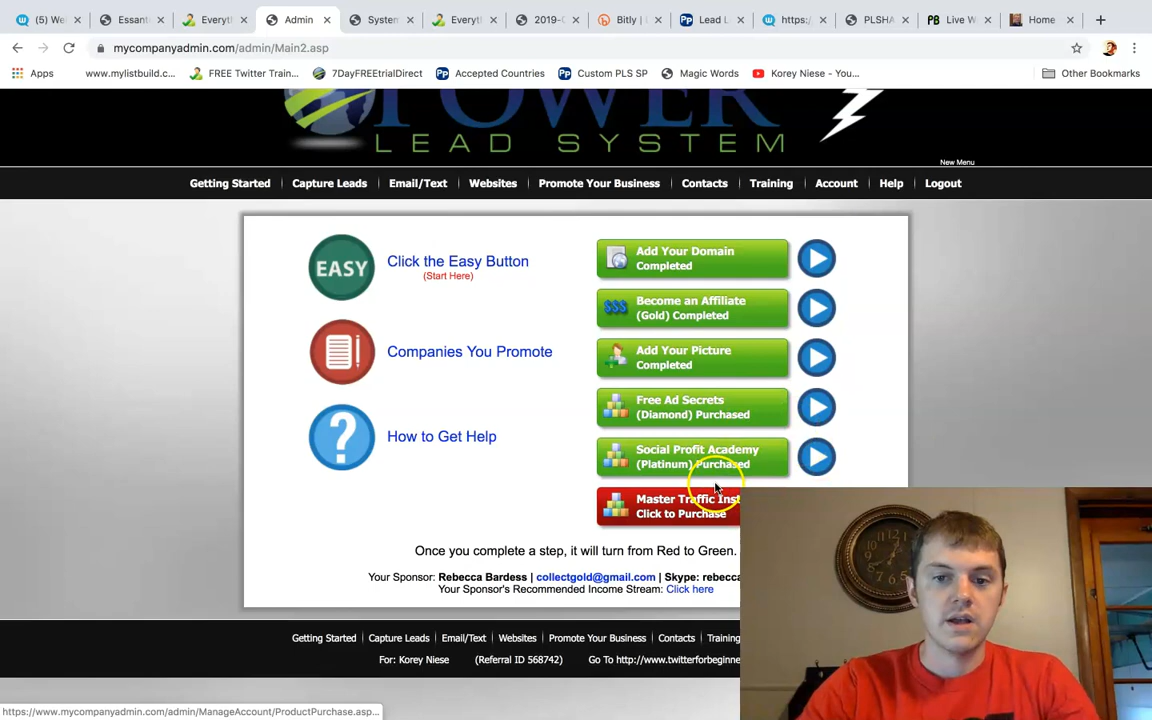 (5) We
Essant
Everyth
Admin
System
Everyth
2019-
Bitly |
Lead L
https:/
PLSHA
Live W
Home
mycompanyadmin.com/admin/Main2.asp
Apps
www.mylistbuild.c...
FREE Twitter Train...
7DayFREEtrialDirect
Accepted Countries
Custom PLS SP
Magic Words
Korey Niese - You...
Other Bookmarks
POWER
LEAD SYSTEM
New Menu
Getting Started | Capture Leads | Email/Text | Websites | Promote Your Business | Contacts | Training | Account | Help | Logout
EASY
Click the Easy Button
(Start Here)
Companies You Promote
?
How to Get Help
Add Your Domain
Completed
$$$
Become an Affiliate
(Gold) Completed
Add Your Picture
Completed
Free Ad Secrets
(Diamond) Purchased
Social Profit Academy
(Platinum) Purchased
Master Traffic Inst
Click to Purchase
Once you complete a step, it will turn from Red to Green.
Your Sponsor: Rebecca Bardess | collectgold@gmail.com | Skype: rebecca
Your Sponsor's Recommended Income Stream: Click here
Getting Started | Capture Leads | Email/Text | Websites | Promote Your Business | Contacts | Training
For: Korey Niese (Referral ID 568742) Go To http://www.twitterforbeginne
https://www.mycompanyadmin.com/admin/ManageAccount/ProductPurchase.asp...